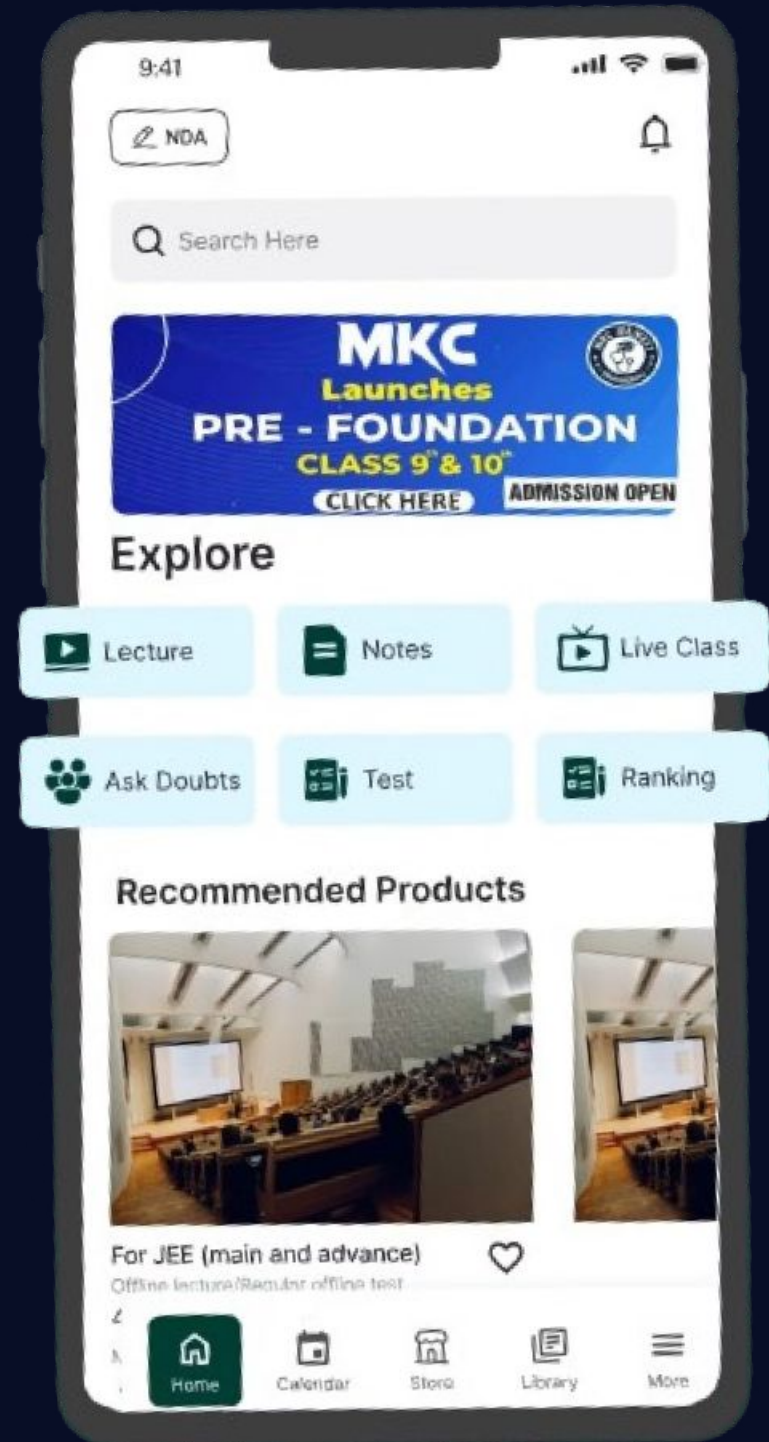 9:41
NDA
Search Here
MKC
Launches
PRE - FOUNDATION
CLASS 9th & 10th
CLICK HERE
ADMISSION OPEN
Explore
Lecture
Notes
Live Class
Ask Doubts
Test
Ranking
Recommended Products
For JEE (main and advance)
Offline lecture/Regular offline test
Home
Calendar
Store
Library
More